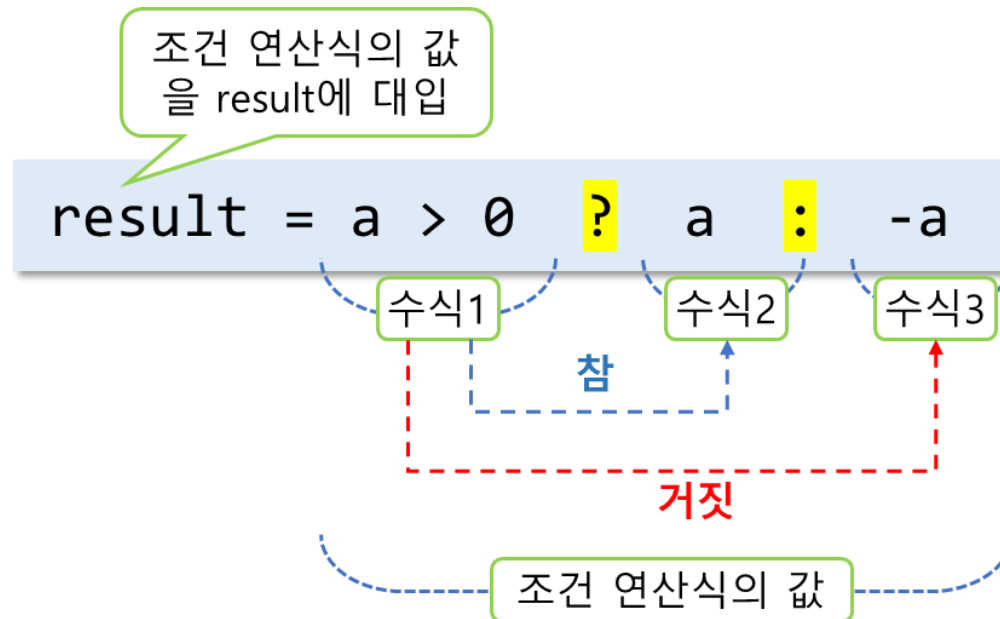 조건 연산식의 값
을 result에 대입
result = a > 0 ? a : -a
수식1 수식2 수식3
참
거짓
조건 연산식의 값